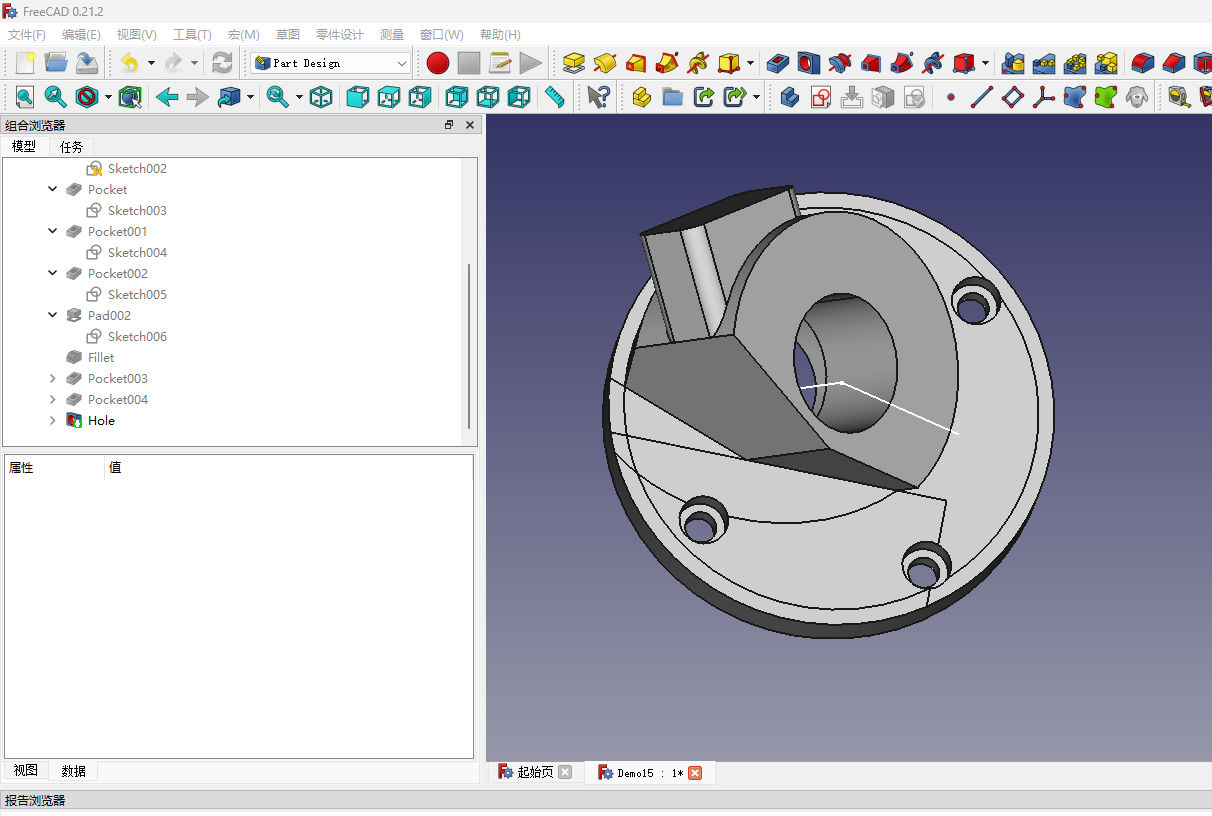 FreeCAD 0.21.2
文件(F) 编辑(E) 视图(V) 工具(T) 宏(M) 草图 零件设计 测量 窗口(W) 帮助(H)
Part Design
组合浏览器
模型 任务
Sketch002
Pocket
Sketch003
Pocket001
Sketch004
Pocket002
Sketch005
Pad002
Sketch006
Fillet
Pocket003
Pocket004
Hole
属性 值
视图 数据
起始页 Demo15 : 1*
报告浏览器